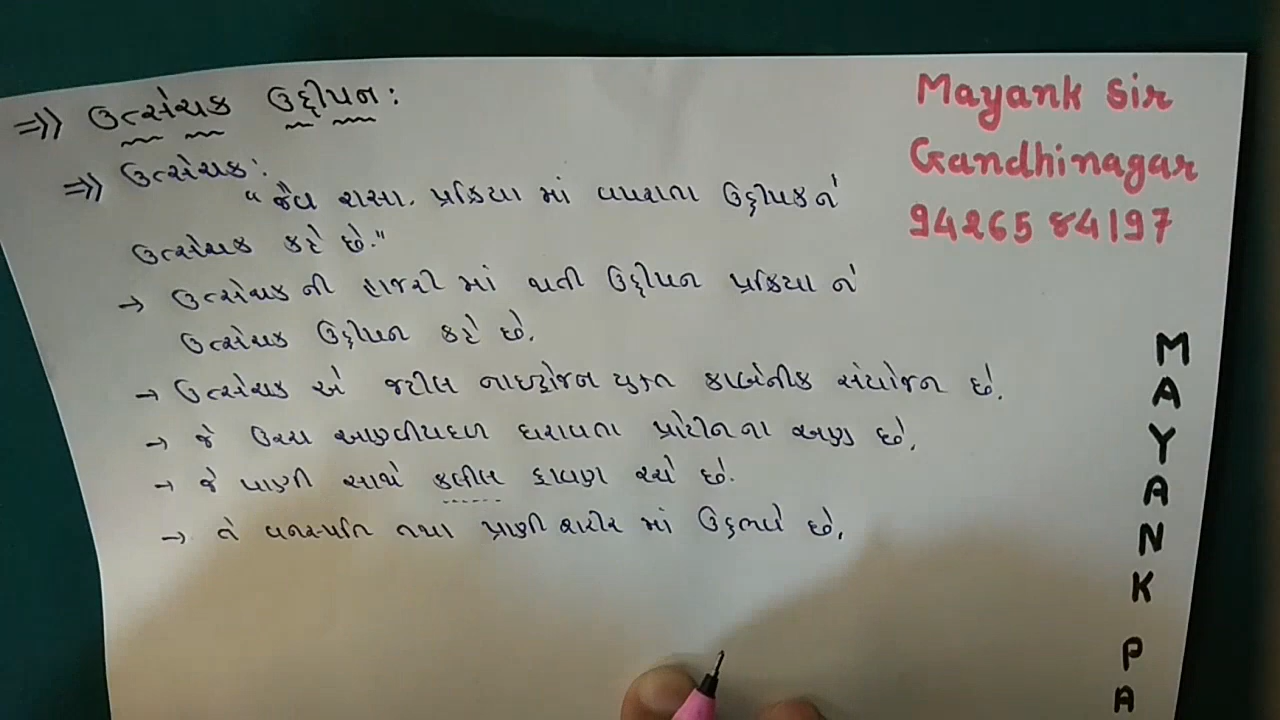 ⇒ ઉત્સેચક ઉદ્દીપન :
⇒ ઉત્સેચક :
"જૈવ રાસા. પ્રક્રિયા માં વપરાતા ઉદ્દીપકને
ઉત્સેચક કહે છે."
→ ઉત્સેચક ની હાજરી માં થતી ઉદ્દીપન પ્રક્રિયા ને
ઉત્સેચક ઉદ્દીપન કહે છે.
→ ઉત્સેચક એ જટીલ નાઇટ્રોજન યુક્ત કાર્બનીક સંયોજન છે.
→ જે ઉચ્ચ આણ્વીયદળ ધરાવતા પ્રોટીનના અણુ છે.
→ જે પાણી સાથે કલીલ દ્રાવણ રચે છે.
→ તે વનસ્પતિ તથા પ્રાણી શરીર માં ઉદ્ભવે છે.
Mayank Sir
Gandhinagar
94265 84197
MAYANK PA